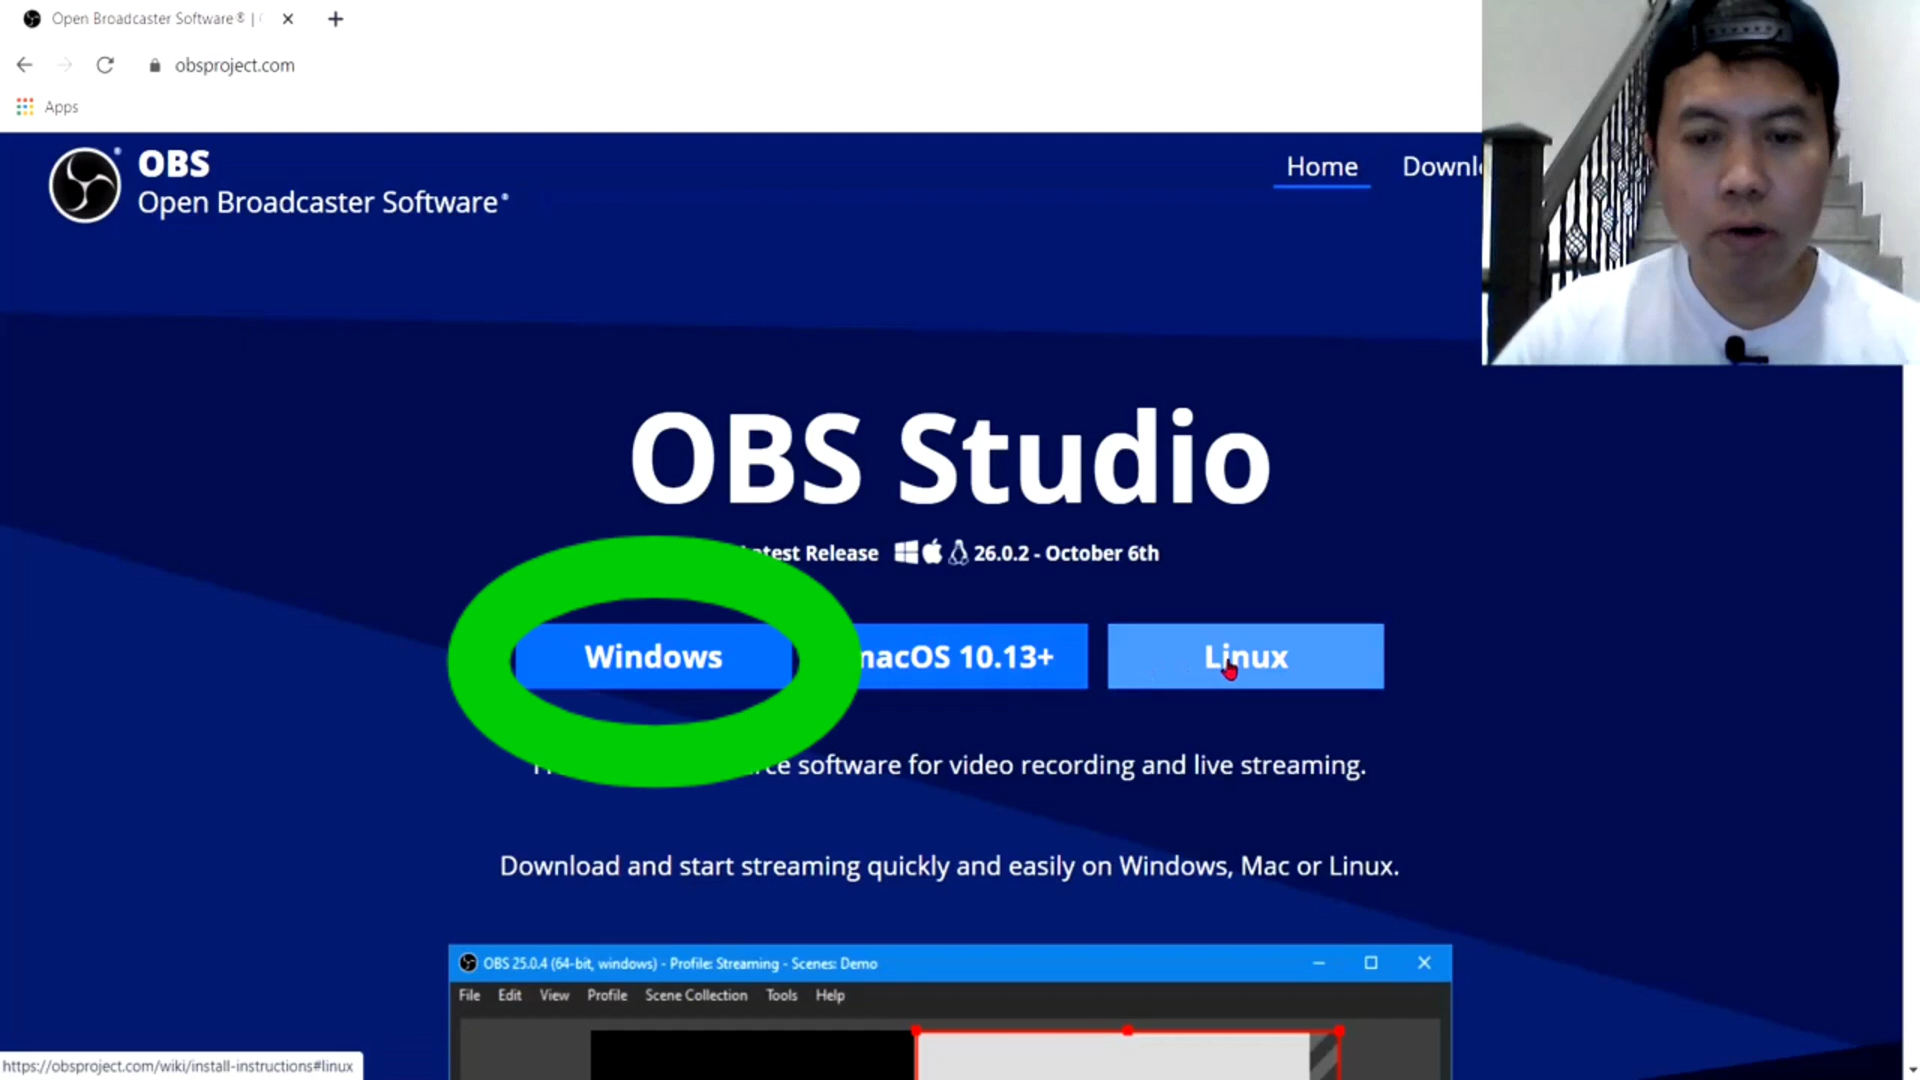 Open Broadcaster Software® |
obsproject.com
Apps
OBS
Open Broadcaster Software®
Home
OBS Studio
Release 26.0.2 - October 6th
Windows
macOS 10.13+
Linux
software for video recording and live streaming.
Download and start streaming quickly and easily on Windows, Mac or Linux.
OBS 25.0.4 (64-bit, windows) - Profile: Streaming - Scenes: Demo
File Edit View Profile Scene Collection Tools Help
https://obsproject.com/wiki/install-instructions#linux